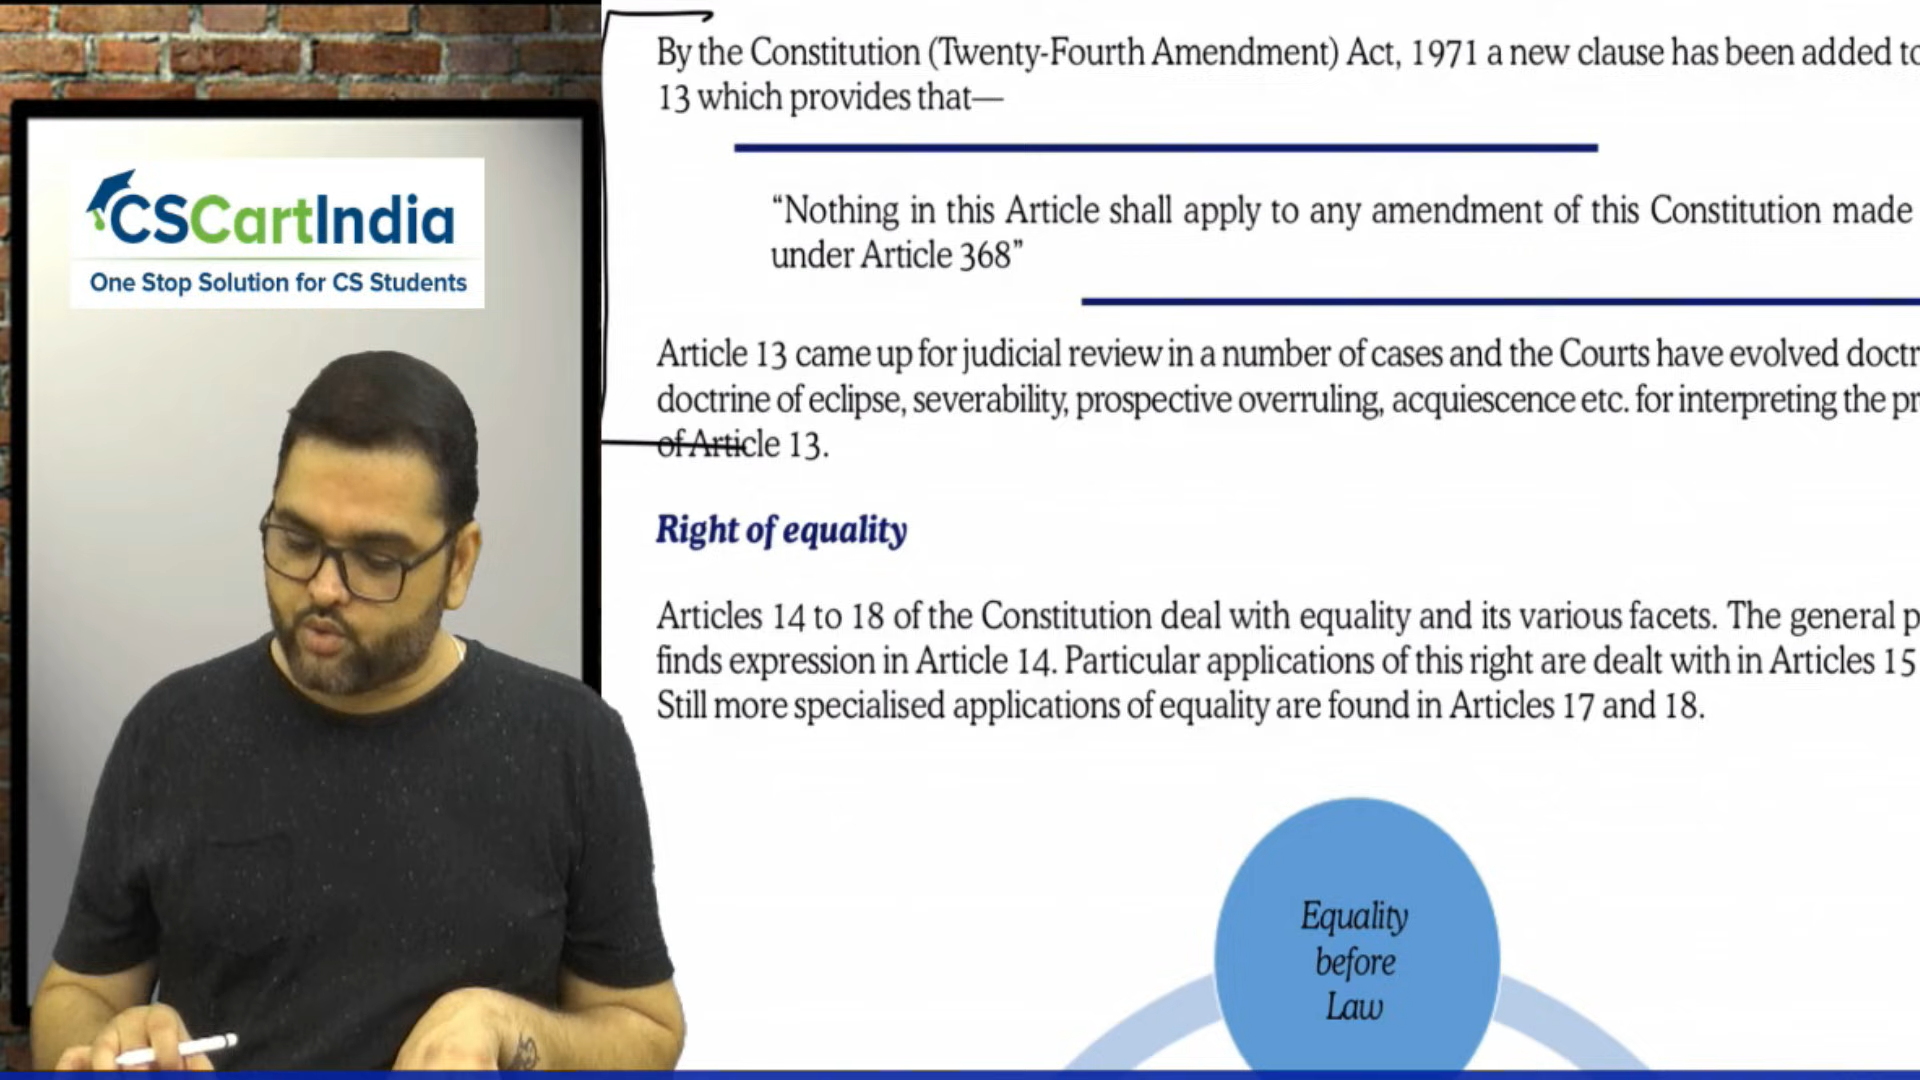 CSCartIndia
One Stop Solution for CS Students
By the Constitution (Twenty-Fourth Amendment) Act, 1971 a new clause has been added to
13 which provides that—
“Nothing in this Article shall apply to any amendment of this Constitution made
under Article 368”
Article 13 came up for judicial review in a number of cases and the Courts have evolved doctr
doctrine of eclipse, severability, prospective overruling, acquiescence etc. for interpreting the pr
of Article 13.
Right of equality
Articles 14 to 18 of the Constitution deal with equality and its various facets. The general p
finds expression in Article 14. Particular applications of this right are dealt with in Articles 15
Still more specialised applications of equality are found in Articles 17 and 18.
Equality
before
Law